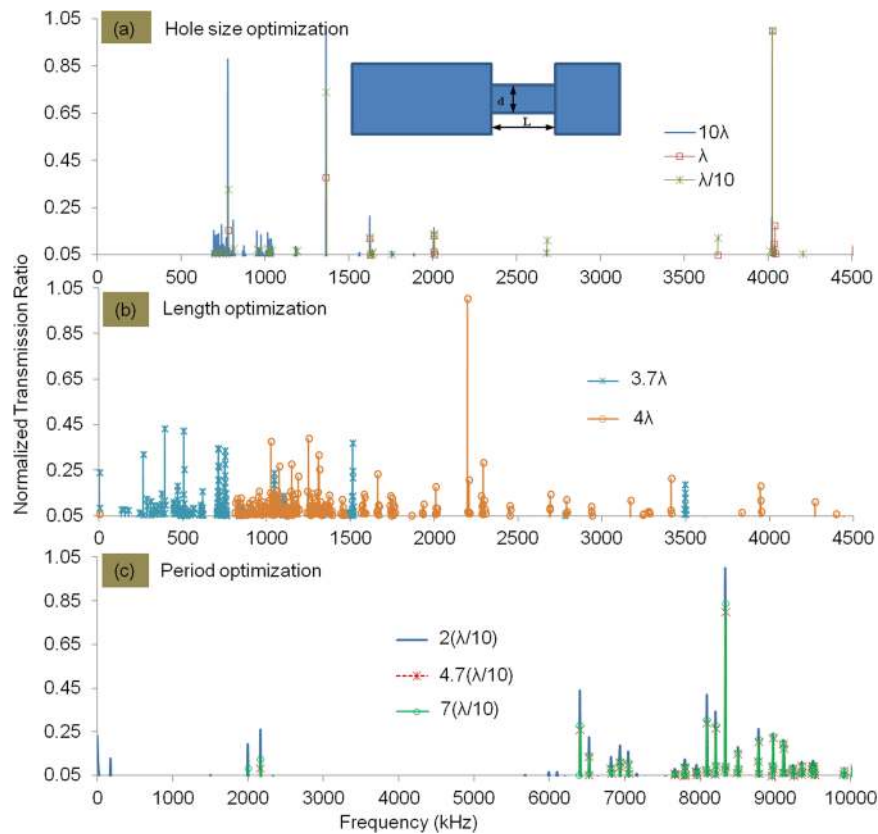 Normalized Transmission Ratio
(a) Hole size optimization
1.05
0.85
0.65
0.45
0.25
0.05
d
L
10λ
λ
λ/10
0 500 1000 1500 2000 2500 3000 3500 4000 4500
(b) Length optimization
1.05
0.85
0.65
0.45
0.25
0.05
3.7λ
4λ
0 500 1000 1500 2000 2500 3000 3500 4000 4500
(c) Period optimization
1.05
0.85
0.65
0.45
0.25
0.05
2(λ/10)
4.7(λ/10)
7(λ/10)
0 1000 2000 3000 4000 5000 6000 7000 8000 9000 10000
Frequency (kHz)